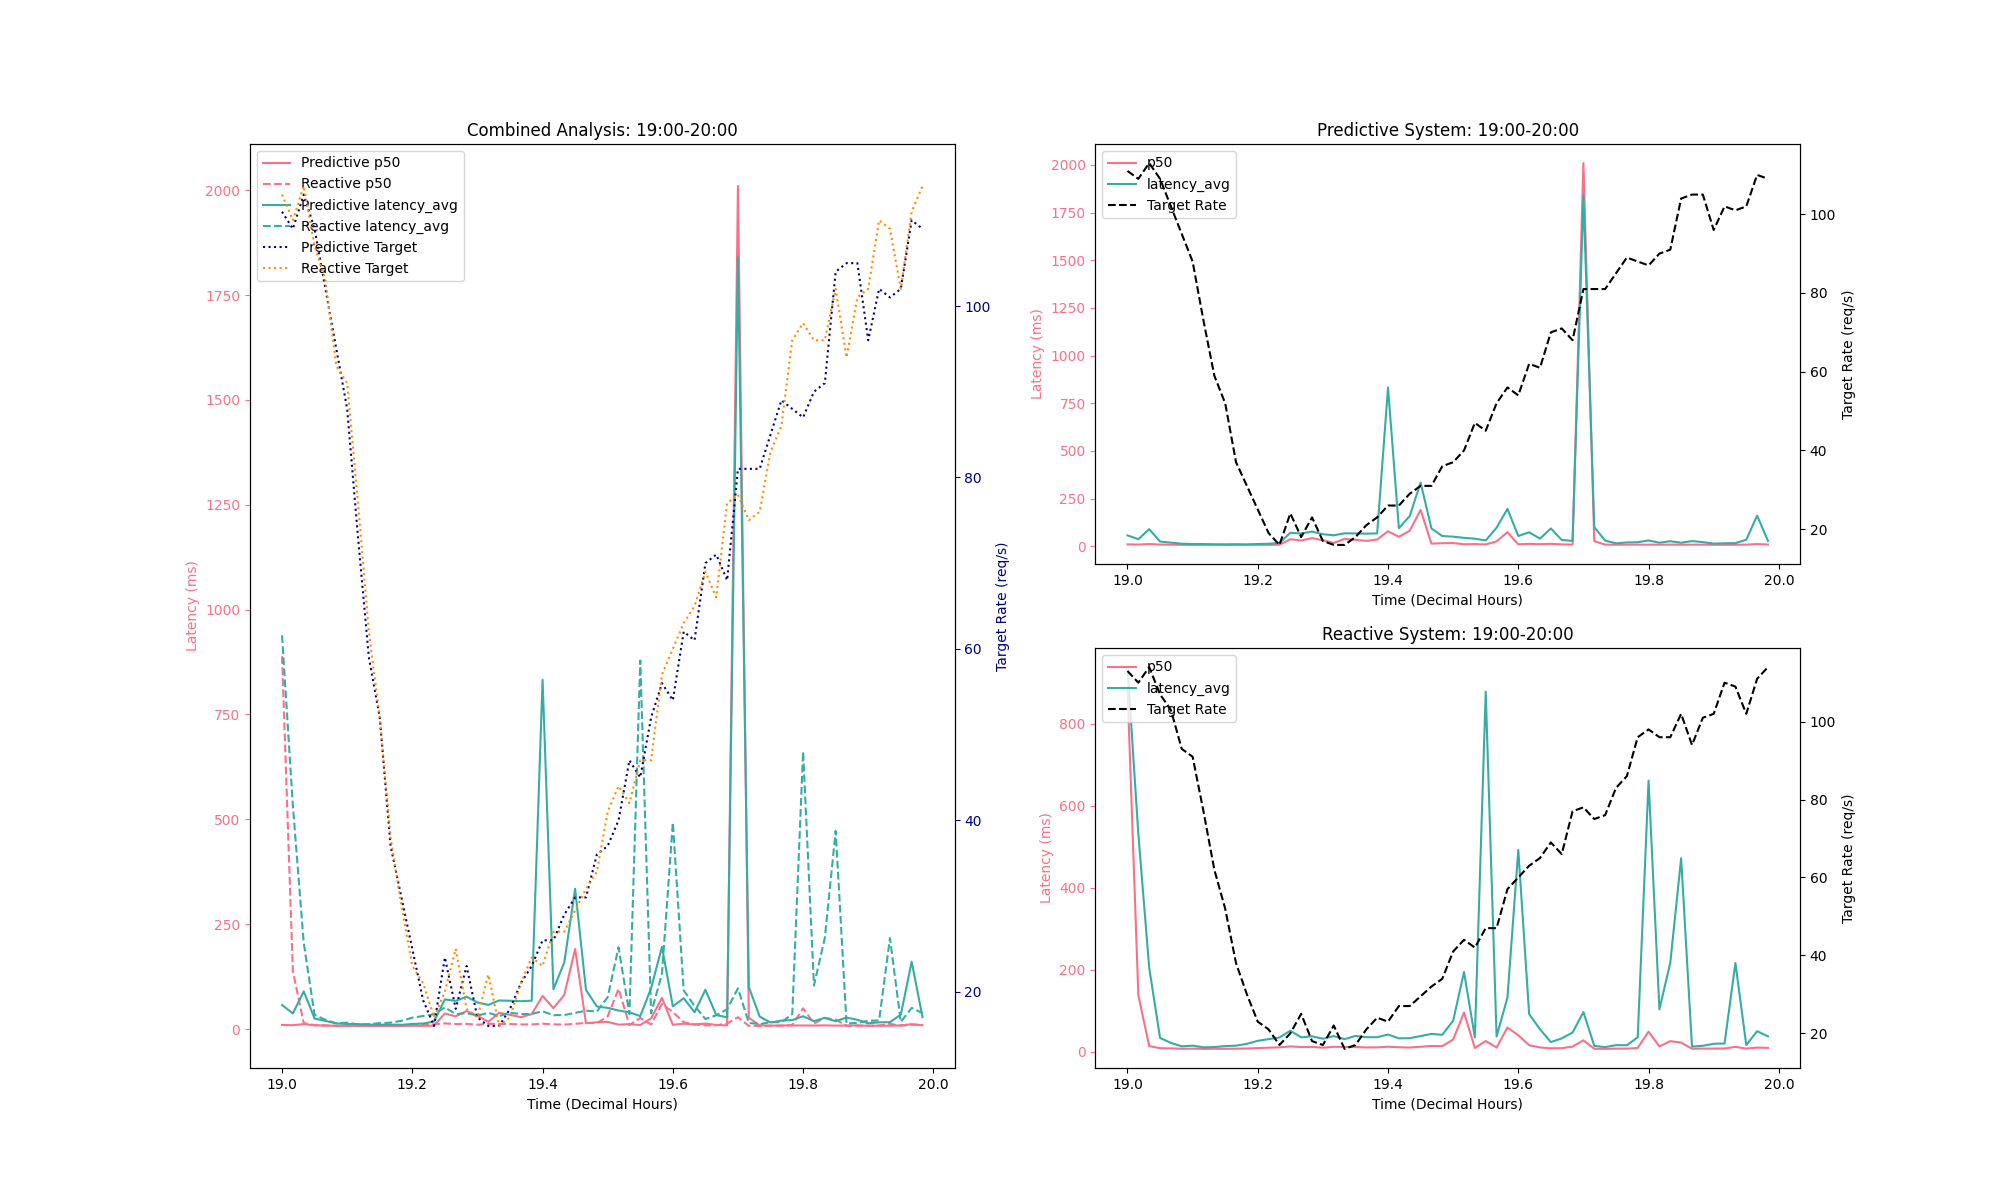 Combined Analysis: 19:00-20:00
Predictive p50
Reactive p50
Predictive latency_avg
Reactive latency_avg
Predictive Target
Reactive Target
2000
1750
1500
1250
1000
750
500
250
0
Latency (ms)
100
80
60
40
20
Target Rate (req/s)
19.0 19.2 19.4 19.6 19.8 20.0
Time (Decimal Hours)
Predictive System: 19:00-20:00
p50
latency_avg
Target Rate
2000
1750
1500
1250
1000
750
500
250
0
Latency (ms)
100
80
60
40
20
Target Rate (req/s)
19.0 19.2 19.4 19.6 19.8 20.0
Time (Decimal Hours)
Reactive System: 19:00-20:00
p50
latency_avg
Target Rate
800
600
400
200
0
Latency (ms)
100
80
60
40
20
Target Rate (req/s)
19.0 19.2 19.4 19.6 19.8 20.0
Time (Decimal Hours)